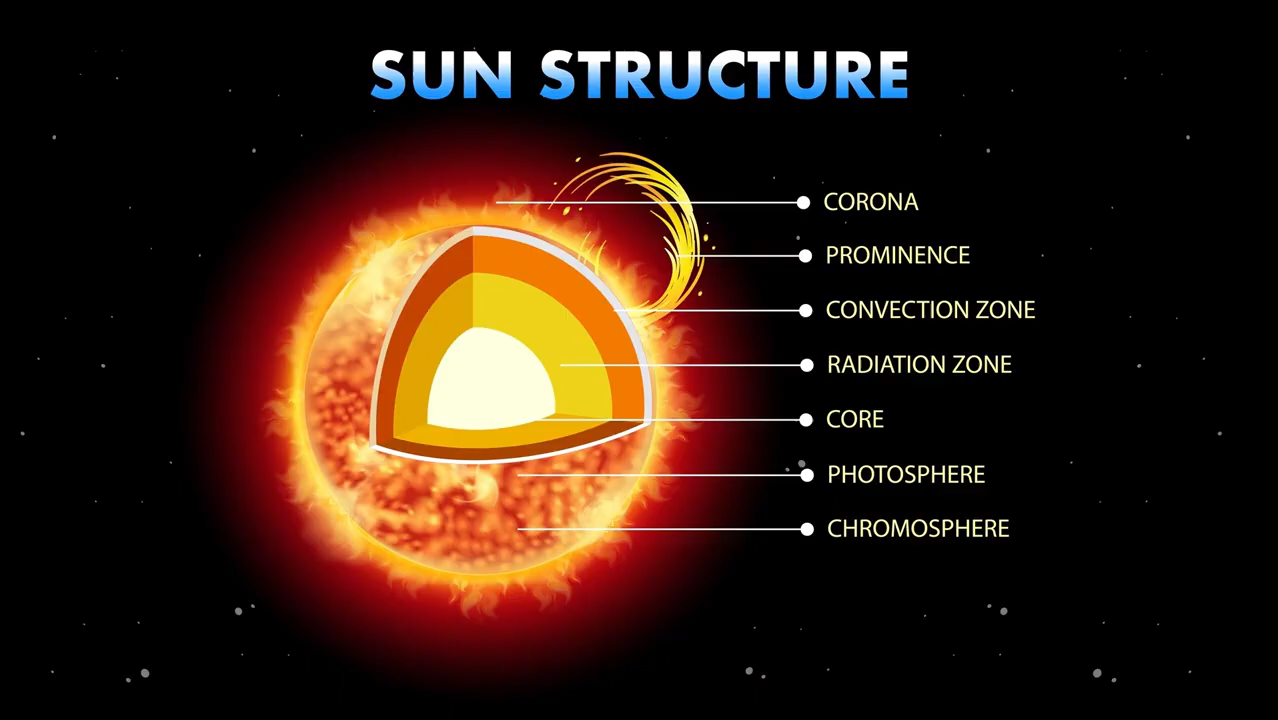 SUN STRUCTURE
CORONA
PROMINENCE
CONVECTION ZONE
RADIATION ZONE
CORE
PHOTOSPHERE
CHROMOSPHERE